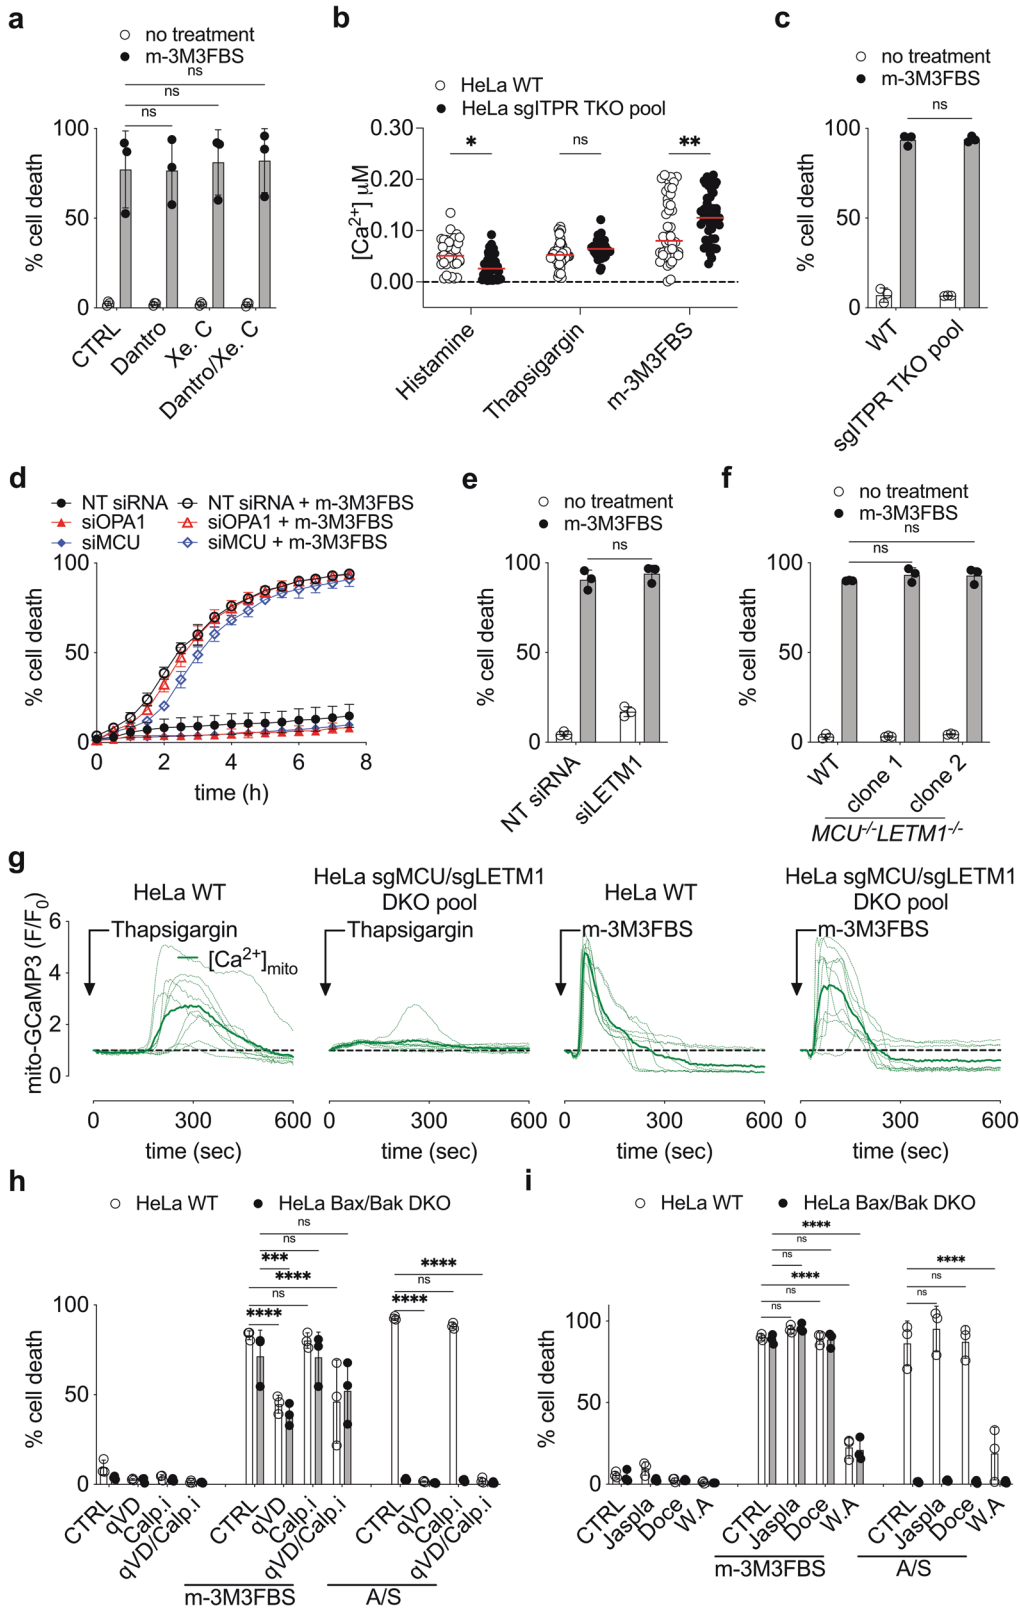 a
no treatment
m-3M3FBS
ns
ns
ns
100
50
0
% cell death
CTRL
Dantro
Xe. C
Dantro/Xe. C
b
HeLa WT
HeLa sgITPR TKO pool
* ns **
0.30
0.20
0.10
0.00
[Ca2+] μM
Histamine
Thapsigargin
m-3M3FBS
c
no treatment
m-3M3FBS
ns
100
50
0
% cell death
WT
sgITPR TKO pool
d
NT siRNA NT siRNA + m-3M3FBS
siOPA1 siOPA1 + m-3M3FBS
siMCU siMCU + m-3M3FBS
100
50
0
% cell death
0 2 4 6 8
time (h)
e
no treatment
m-3M3FBS
ns
100
50
0
% cell death
NT siRNA
siLETM1
f
no treatment
m-3M3FBS
ns
ns
100
50
0
% cell death
WT
clone 1
clone 2
MCU-/-LETM1-/-
g
HeLa WT
Thapsigargin
[Ca2+]mito
6
4
2
0
mito-GCaMP3 (F/F0)
0 300 600
time (sec)
HeLa sgMCU/sgLETM1
DKO pool
Thapsigargin
0 300 600
time (sec)
HeLa WT
m-3M3FBS
0 300 600
time (sec)
HeLa sgMCU/sgLETM1
DKO pool
m-3M3FBS
0 300 600
time (sec)
h
HeLa WT HeLa Bax/Bak DKO
ns
ns
***
****
ns
****
****
ns
****
100
50
0
% cell death
CTRL
qVD
Calp.i
qVD/Calp.i
CTRL
qVD
Calp.i
qVD/Calp.i
CTRL
qVD
Calp.i
qVD/Calp.i
m-3M3FBS
A/S
i
HeLa WT HeLa Bax/Bak DKO
****
ns
ns
****
ns
ns
****
ns
ns
100
50
0
% cell death
CTRL
Jaspla
Doce
W.A
CTRL
Jaspla
Doce
W.A
CTRL
Jaspla
Doce
W.A
m-3M3FBS
A/S